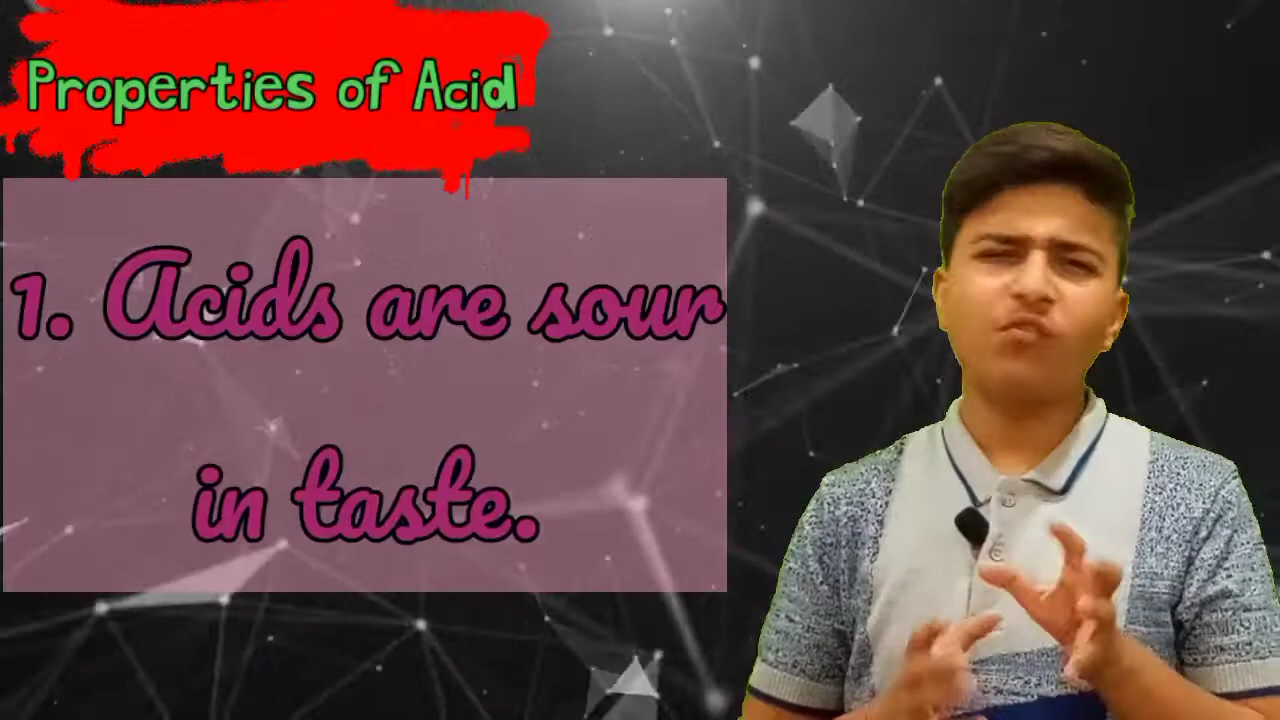 Properties of Acid
1. Acids are sour
in taste.